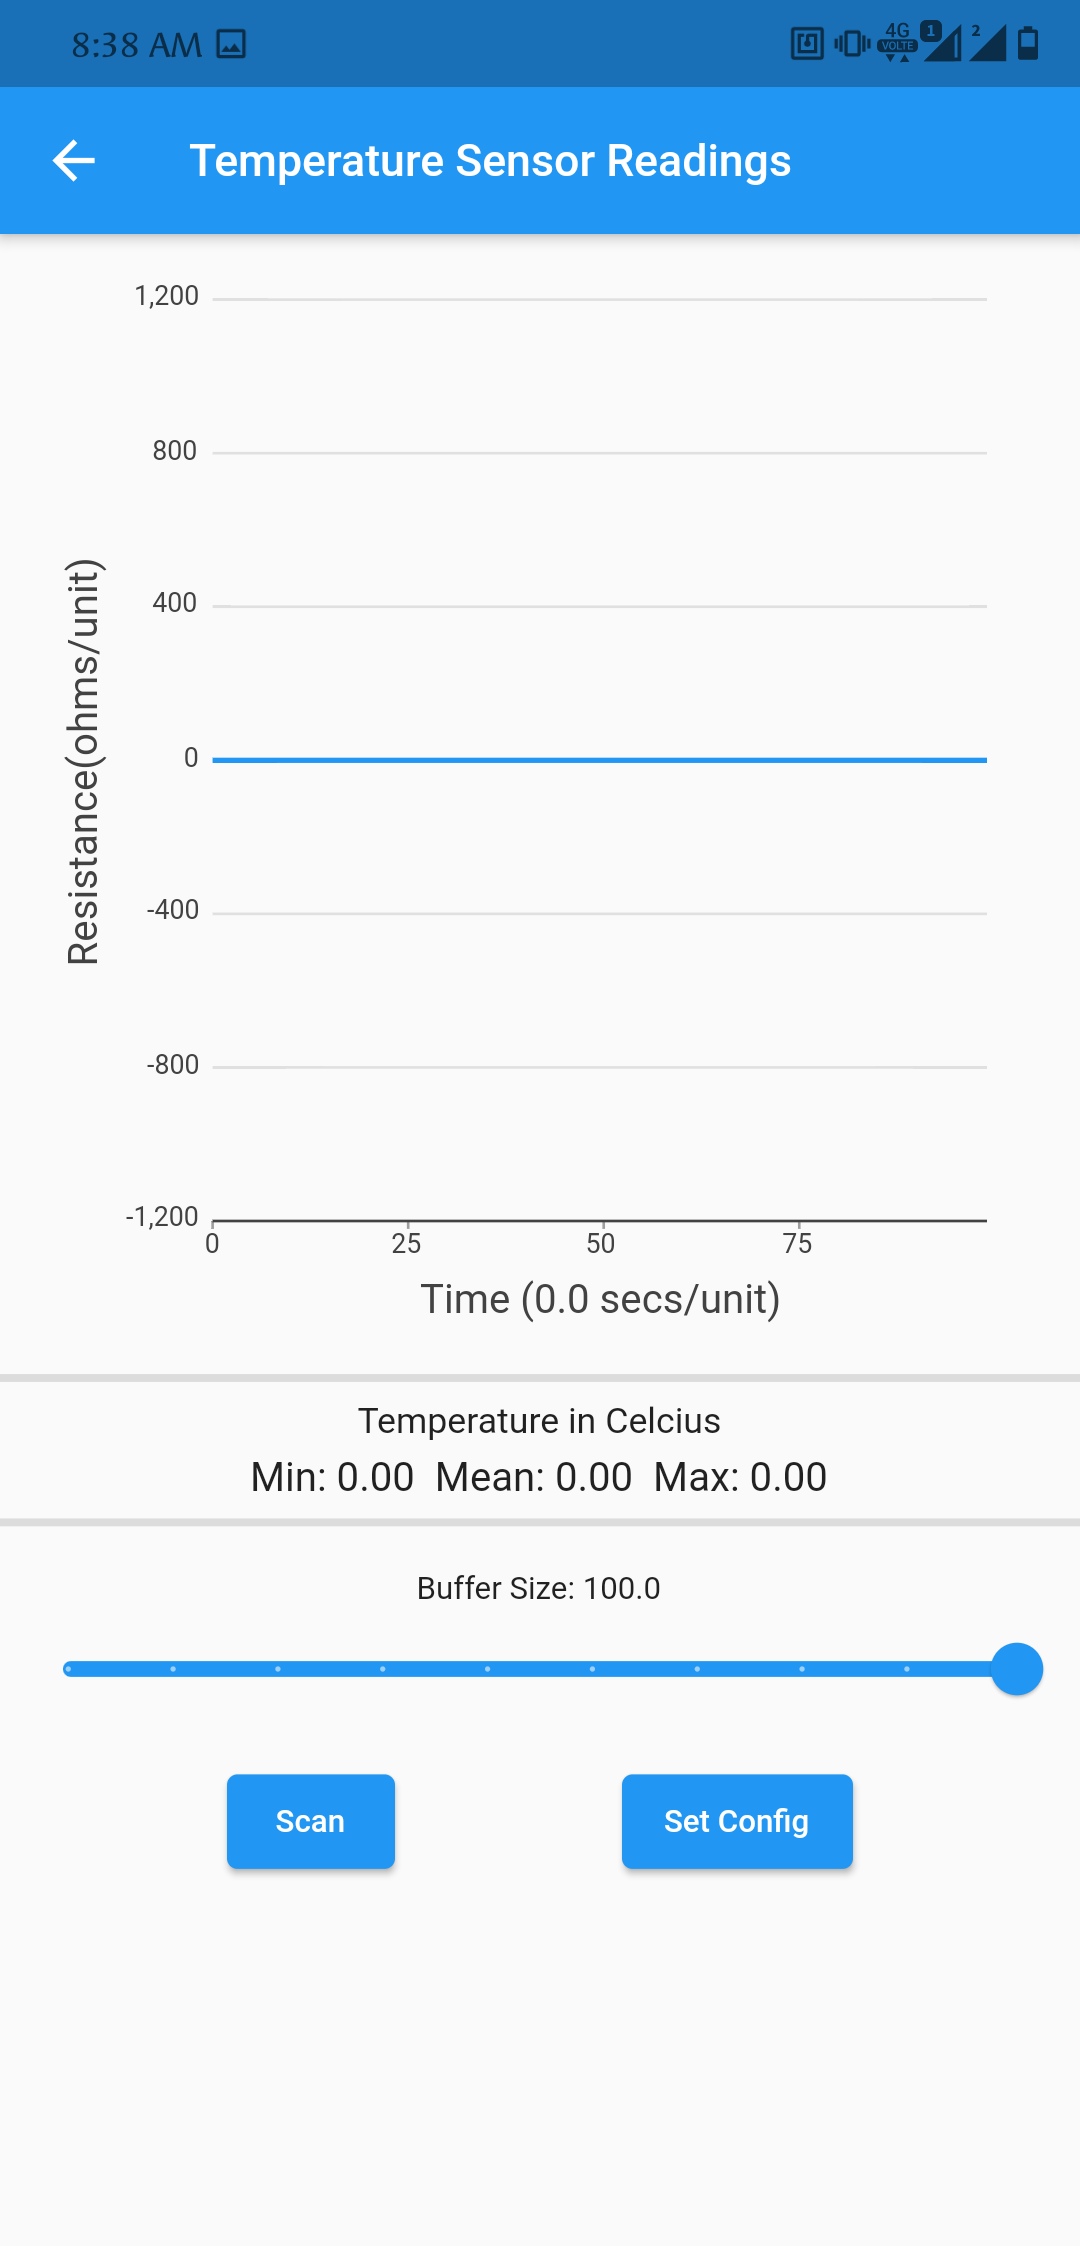 8:38 AM
4G 1 2
VOLTE
Temperature Sensor Readings
1,200
800
400
0
-400
-800
-1,200
Resistance(ohms/unit)
0 25 50 75
Time (0.0 secs/unit)
Temperature in Celcius
Min: 0.00 Mean: 0.00 Max: 0.00
Buffer Size: 100.0
Scan Set Config